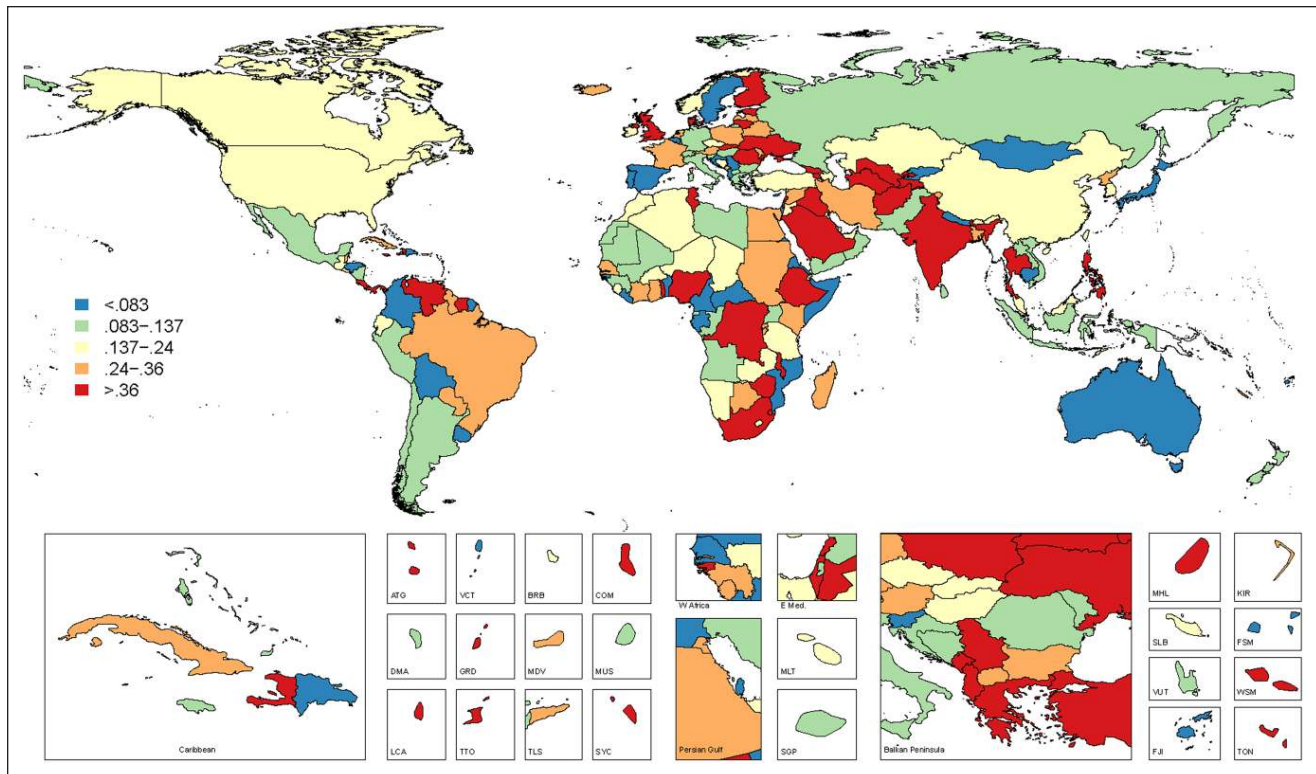 <.083
.083−.137
.137−.24
.24−.36
>.36
Caribbean
ATG
VCT
BRB
COM
DMA
GRD
MDV
MUS
LCA
TTO
TLS
SYC
W Africa
E Med.
Persian Gulf
MLT
SGP
Balkan Peninsula
MHL
KIR
SLB
FSM
VUT
WSM
FJI
TON